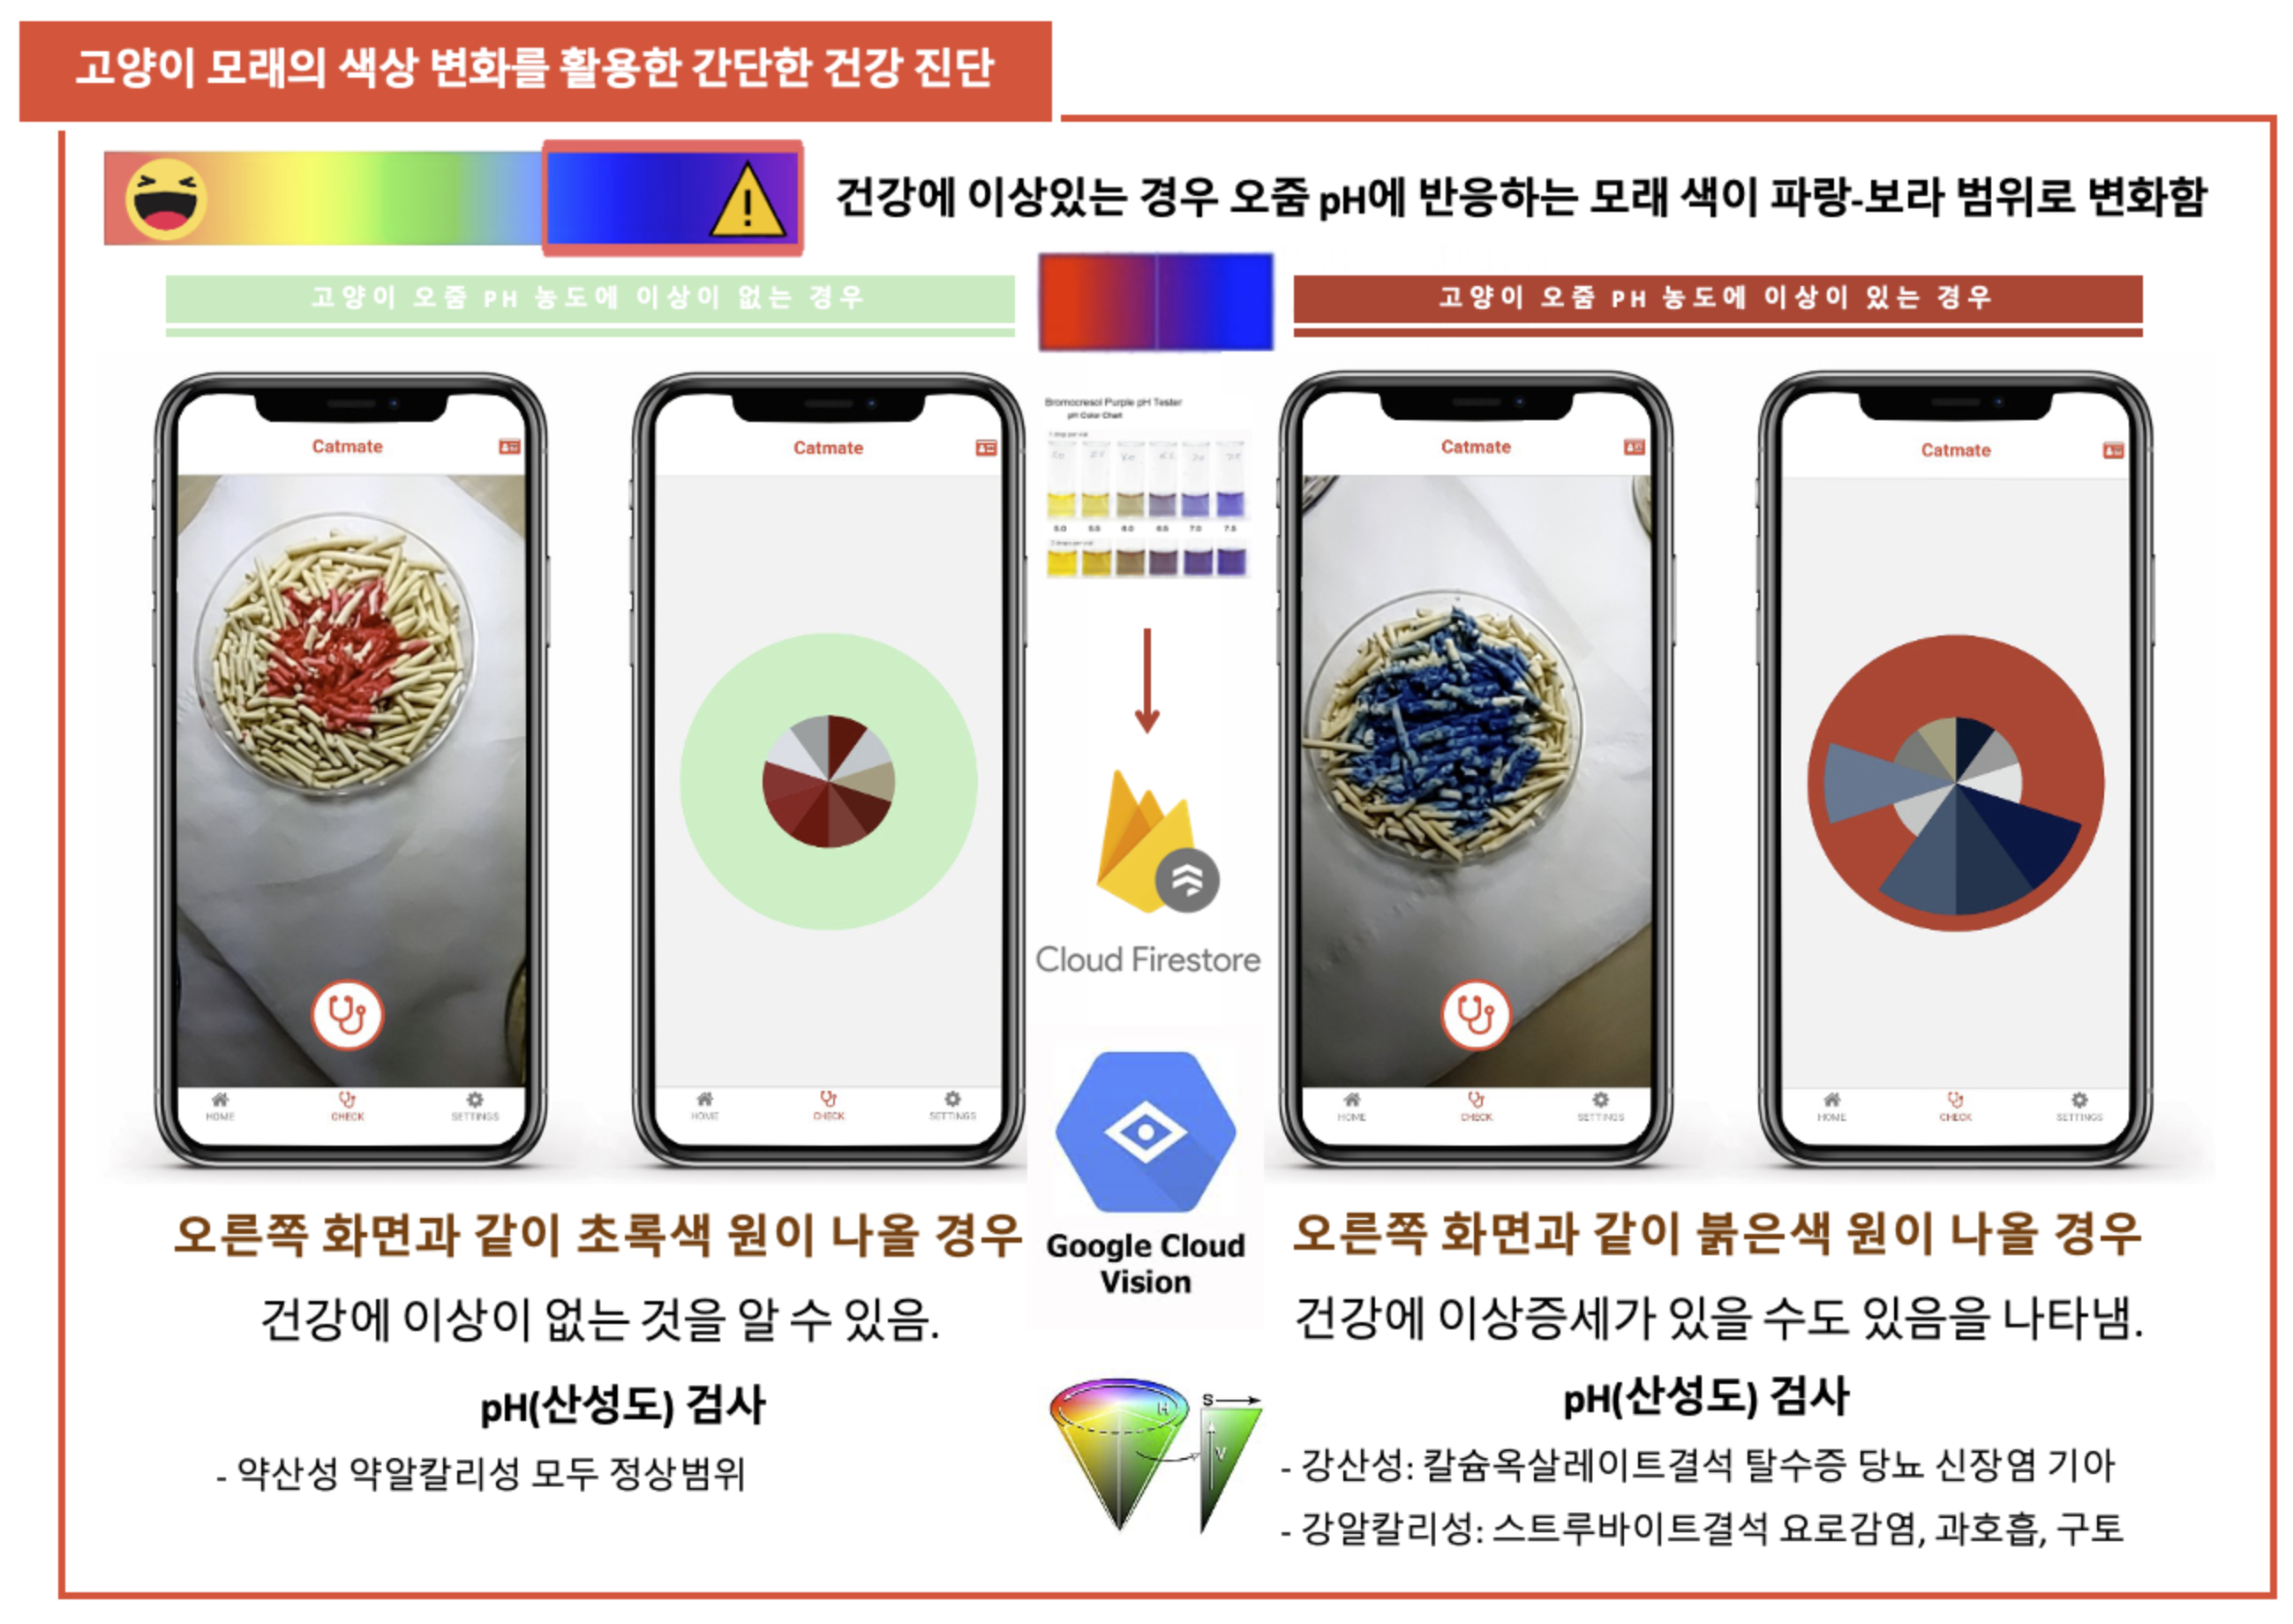 고양이 모래의 색상 변화를 활용한 간단한 건강 진단
건강에 이상있는 경우 오줌 pH에 반응하는 모래 색이 파랑-보라 범위로 변화함
고양이 오줌 PH 농도에 이상이 없는 경우
고양이 오줌 PH 농도에 이상이 있는 경우
Catmate
HOME
CHECK
SETTINGS
Catmate
HOME
CHECK
SETTINGS
Bromocresol Purple pH Tester
pH Color Chart
5.0 5.5 6.0 6.5 7.0 7.5
Cloud Firestore
Google Cloud
Vision
H
S
V
Catmate
HOME
CHECK
SETTINGS
Catmate
HOME
CHECK
SETTINGS
오른쪽 화면과 같이 초록색 원이 나올 경우
건강에 이상이 없는 것을 알 수 있음.
pH(산성도) 검사
- 약산성 약알칼리성 모두 정상범위
오른쪽 화면과 같이 붉은색 원이 나올 경우
건강에 이상증세가 있을 수도 있음을 나타냄.
pH(산성도) 검사
- 강산성: 칼슘옥살레이트결석 탈수증 당뇨 신장염 기아
- 강알칼리성: 스트루바이트결석 요로감염, 과호흡, 구토